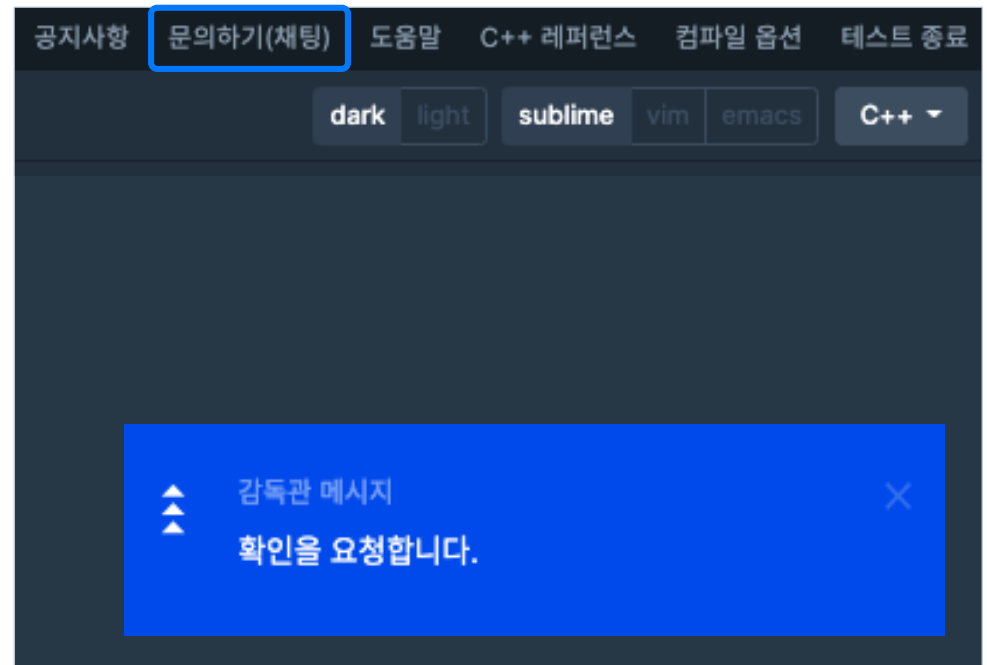 공지사항 문의하기(채팅) 도움말 C++ 레퍼런스 컴파일 옵션 테스트 종료
dark light sublime vim emacs C++
감독관 메시지
확인을 요청합니다.